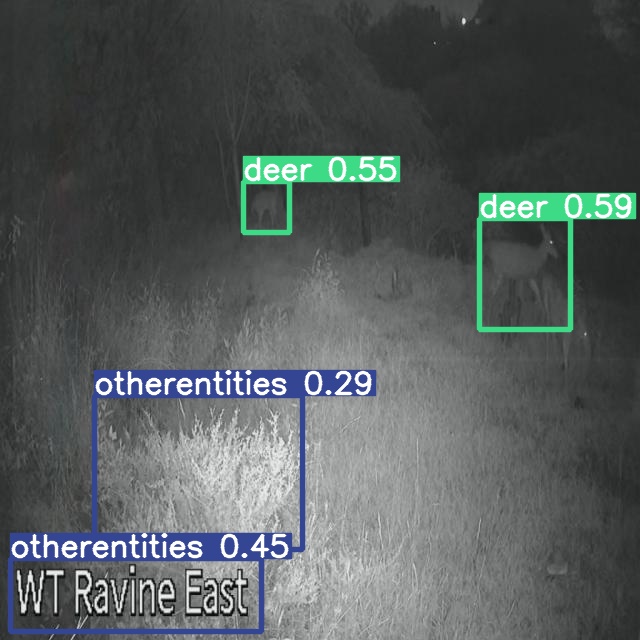 deer 0.55
deer 0.59
otherentities 0.29
otherentities 0.45
WT Ravine East